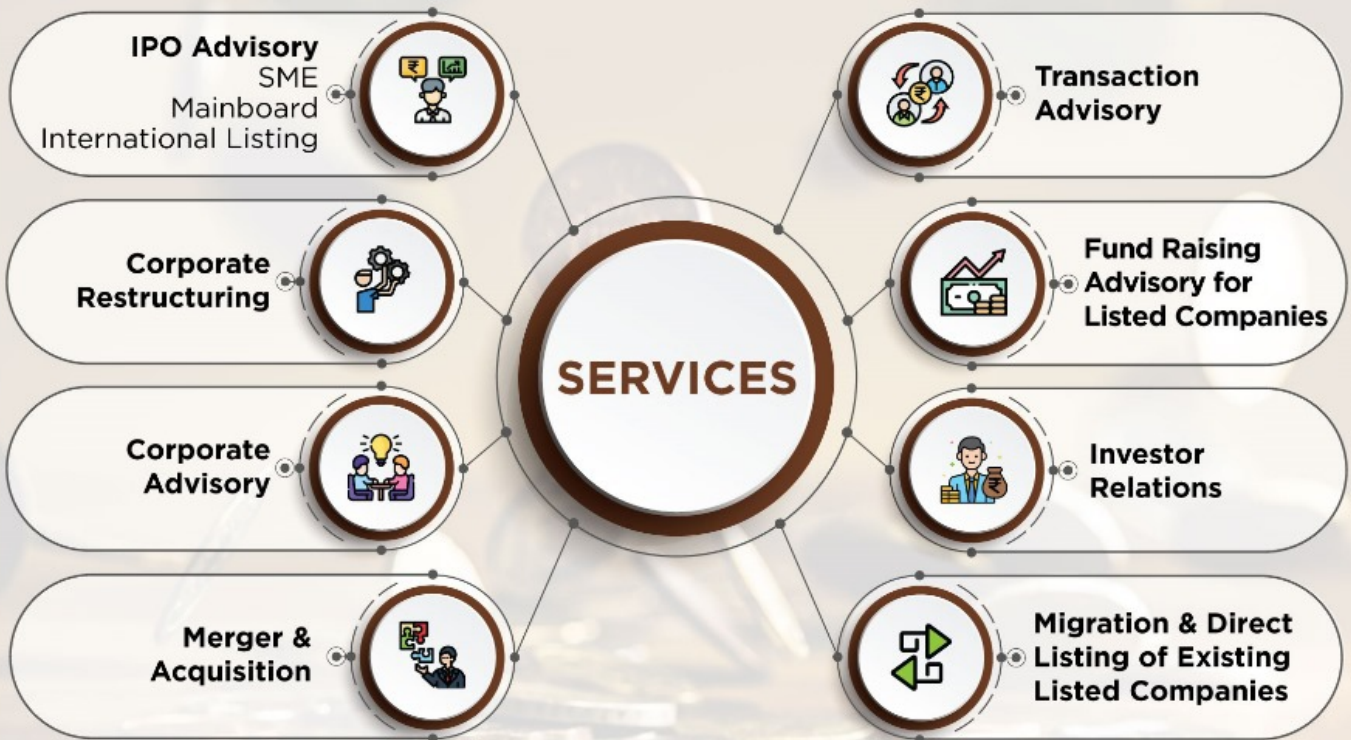 IPO Advisory
SME
Mainboard
International Listing
Corporate
Restructuring
Corporate
Advisory
Merger &
Acquisition
SERVICES
Transaction
Advisory
Fund Raising
Advisory for
Listed Companies
Investor
Relations
Migration & Direct
Listing of Existing
Listed Companies